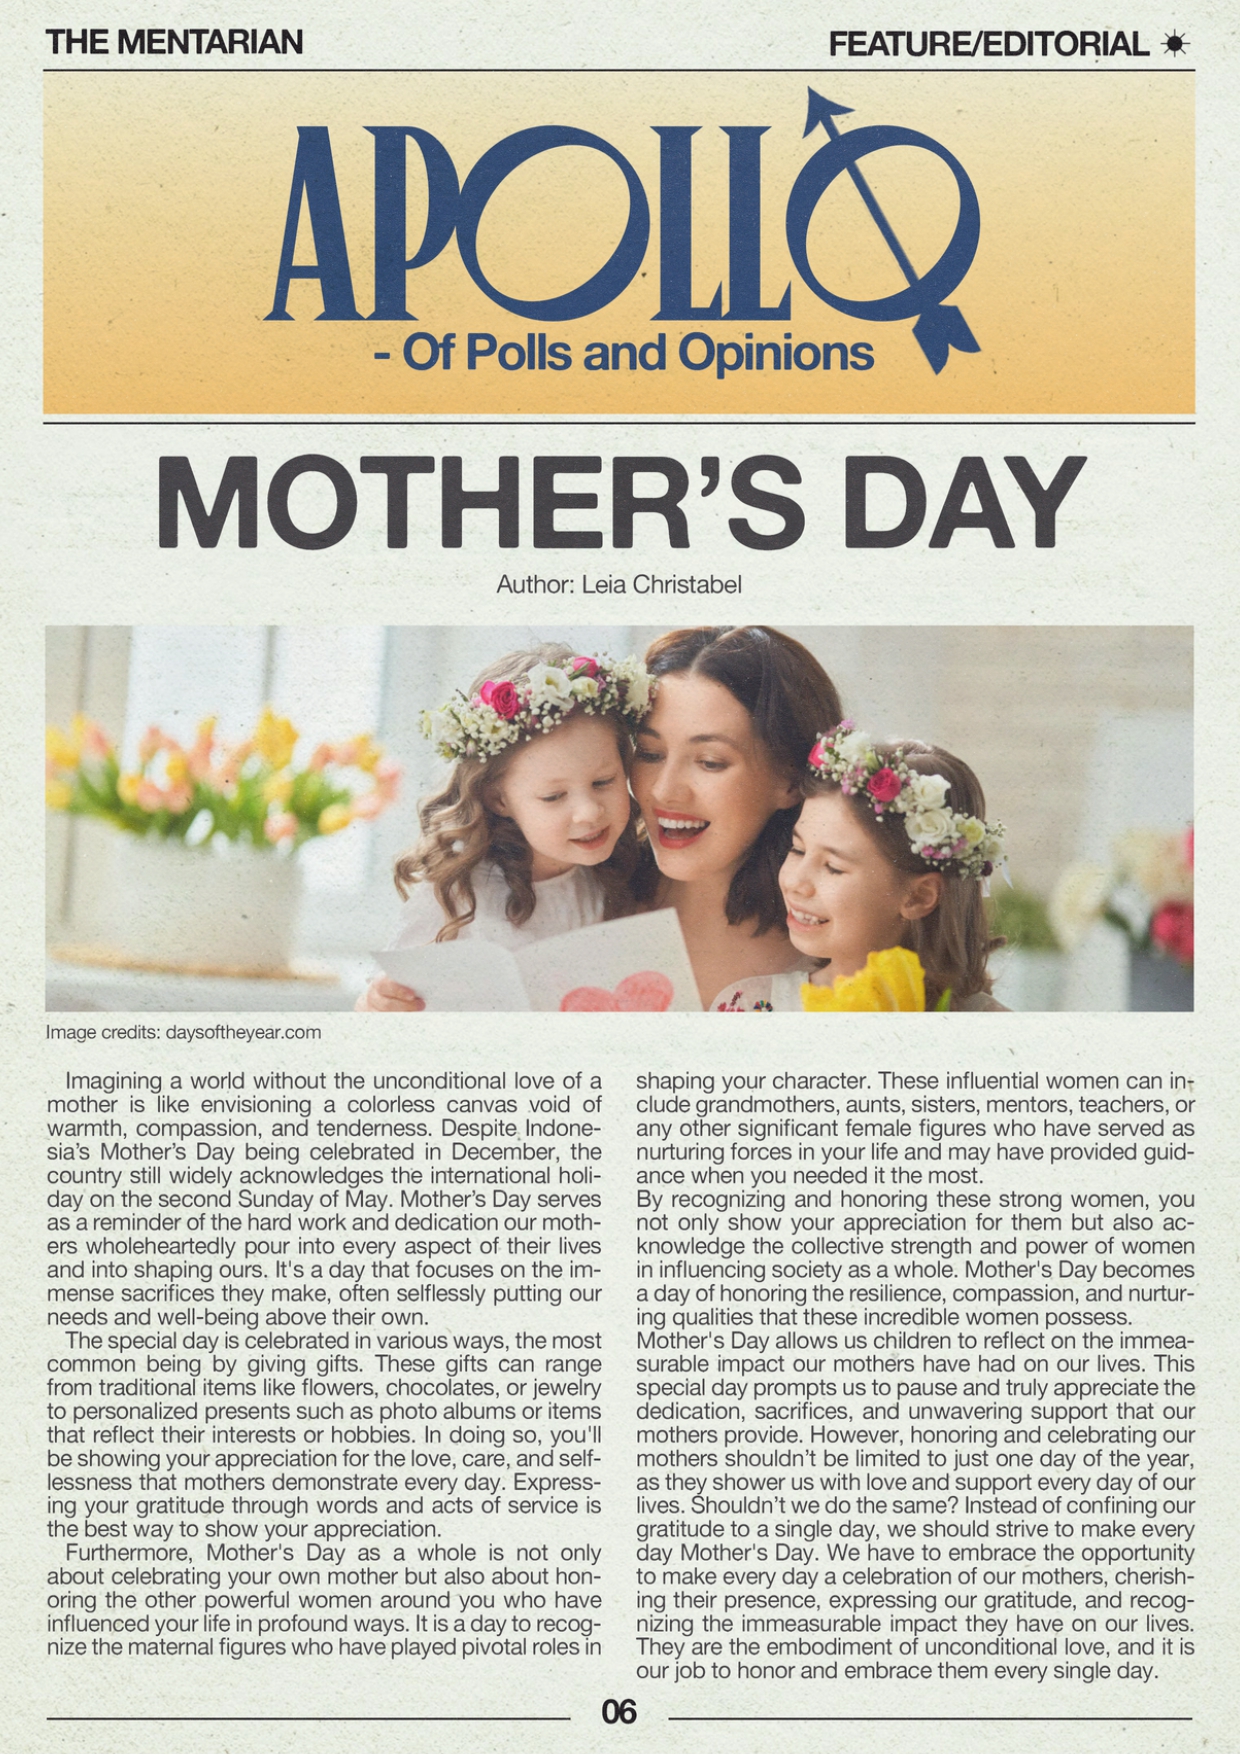 THE MENTARIAN
FEATURE/EDITORIAL
APOLLO
- Of Polls and Opinions
MOTHER’S DAY
Author: Leia Christabel
Image credits: daysoftheyear.com
Imagining a world without the unconditional love of a
mother is like envisioning a colorless canvas void of
warmth, compassion, and tenderness. Despite Indone-
sia’s Mother’s Day being celebrated in December, the
country still widely acknowledges the international holi-
day on the second Sunday of May. Mother’s Day serves
as a reminder of the hard work and dedication our moth-
ers wholeheartedly pour into every aspect of their lives
and into shaping ours. It's a day that focuses on the im-
mense sacrifices they make, often selflessly putting our
needs and well-being above their own.
The special day is celebrated in various ways, the most
common being by giving gifts. These gifts can range
from traditional items like flowers, chocolates, or jewelry
to personalized presents such as photo albums or items
that reflect their interests or hobbies. In doing so, you'll
be showing your appreciation for the love, care, and self-
lessness that mothers demonstrate every day. Express-
ing your gratitude through words and acts of service is
the best way to show your appreciation.
Furthermore, Mother's Day as a whole is not only
about celebrating your own mother but also about hon-
oring the other powerful women around you who have
influenced your life in profound ways. It is a day to recog-
nize the maternal figures who have played pivotal roles in
shaping your character. These influential women can in-
clude grandmothers, aunts, sisters, mentors, teachers, or
any other significant female figures who have served as
nurturing forces in your life and may have provided guid-
ance when you needed it the most.
By recognizing and honoring these strong women, you
not only show your appreciation for them but also ac-
knowledge the collective strength and power of women
in influencing society as a whole. Mother's Day becomes
a day of honoring the resilience, compassion, and nurtur-
ing qualities that these incredible women possess.
Mother's Day allows us children to reflect on the immea-
surable impact our mothers have had on our lives. This
special day prompts us to pause and truly appreciate the
dedication, sacrifices, and unwavering support that our
mothers provide. However, honoring and celebrating our
mothers shouldn’t be limited to just one day of the year,
as they shower us with love and support every day of our
lives. Shouldn’t we do the same? Instead of confining our
gratitude to a single day, we should strive to make every
day Mother's Day. We have to embrace the opportunity
to make every day a celebration of our mothers, cherish-
ing their presence, expressing our gratitude, and recog-
nizing the immeasurable impact they have on our lives.
They are the embodiment of unconditional love, and it is
our job to honor and embrace them every single day.
06